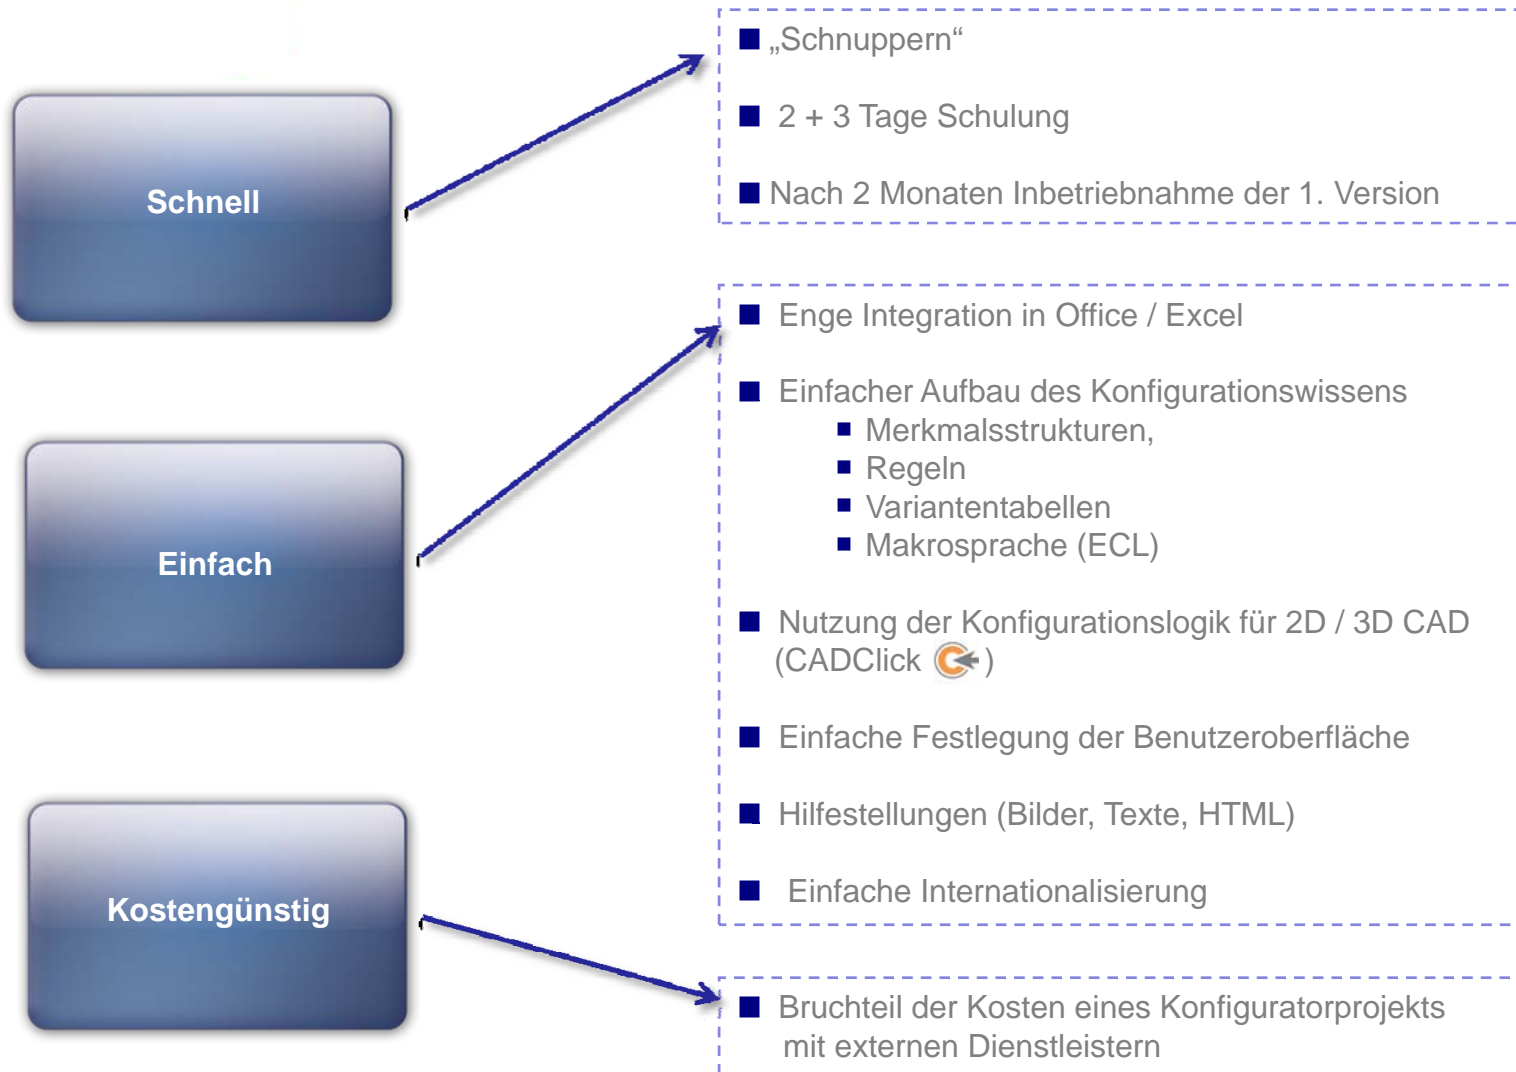 Schnell
„Schnuppern“
2 + 3 Tage Schulung
Nach 2 Monaten Inbetriebnahme der 1. Version
Einfach
Enge Integration in Office / Excel
Einfacher Aufbau des Konfigurationswissens
Merkmalsstrukturen,
Regeln
Variantentabellen
Makrosprache (ECL)
Nutzung der Konfigurationslogik für 2D / 3D CAD
(CADClick )
Einfache Festlegung der Benutzeroberfläche
Hilfestellungen (Bilder, Texte, HTML)
Einfache Internationalisierung
Kostengünstig
Bruchteil der Kosten eines Konfiguratorprojekts
mit externen Dienstleistern